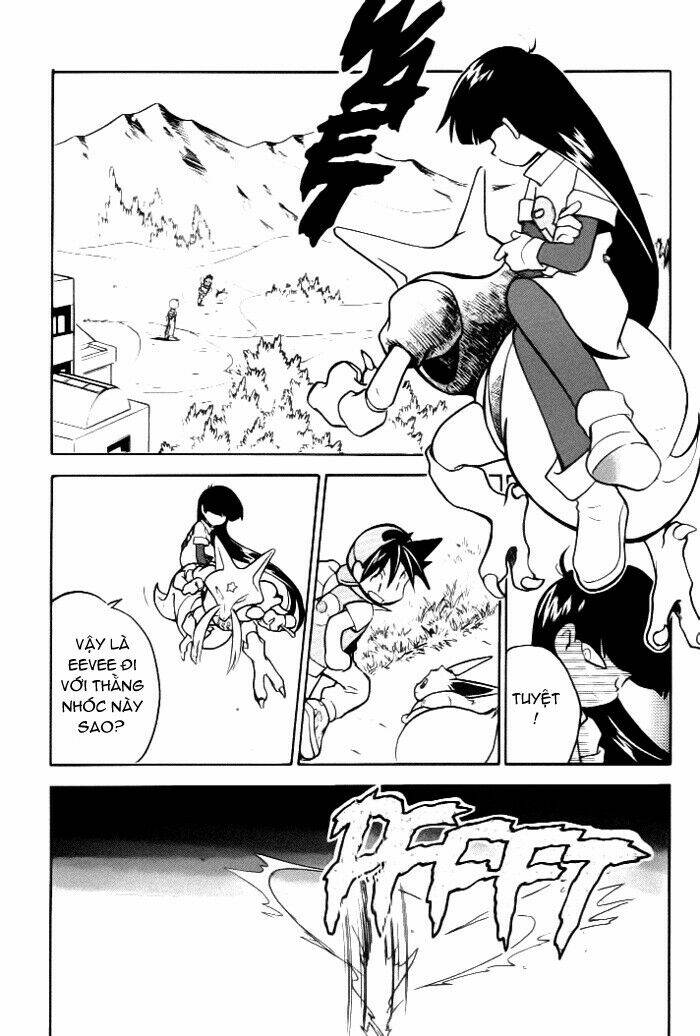 VẬY LÀ
EEVEE ĐI
VỚI THẰNG
NHÓC NÀY
SAO?
TUYỆT
!
PFFFT